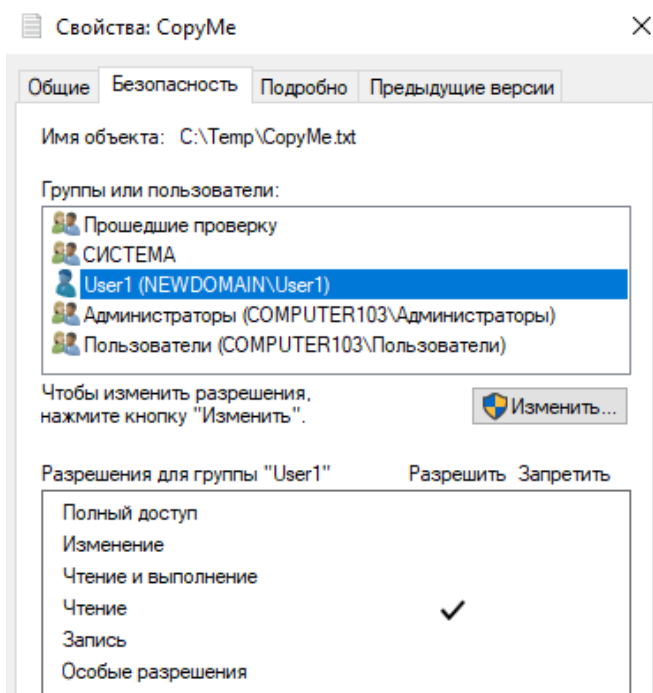 Свойства: CopyMe
Общие Безопасность Подробно Предыдущие версии
Имя объекта: C:\Temp\CopyMe.txt
Группы или пользователи:
Прошедшие проверку
СИСТЕМА
User1 (NEWDOMAIN\User1)
Администраторы (COMPUTER103\Администраторы)
Пользователи (COMPUTER103\Пользователи)
Чтобы изменить разрешения,
нажмите кнопку "Изменить".
Изменить...
Разрешения для группы "User1" Разрешить Запретить
Полный доступ
Изменение
Чтение и выполнение
Чтение
Запись
Особые разрешения